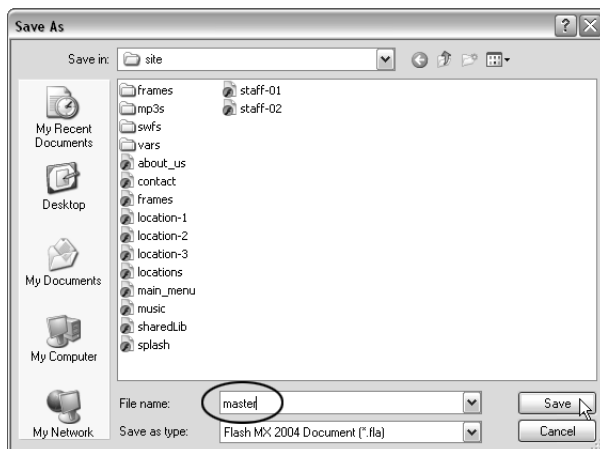 Save As
Save in:
site
My Recent
Documents
Desktop
My Documents
My Computer
My Network
frames
mp3s
swfs
vars
about_us
contact
frames
location-1
location-2
location-3
locations
main_menu
music
sharedLib
splash
staff-01
staff-02
File name:
master
Save
Save as type:
Flash MX 2004 Document (*.fla)
Cancel